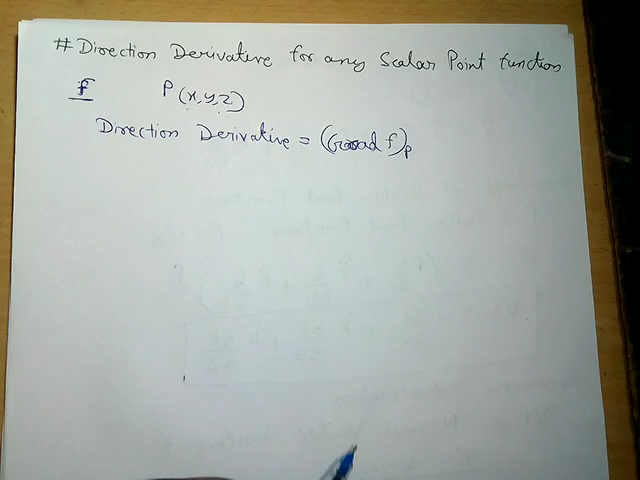 # Direction Derivative for any Scalar Point function
f P(x,y,z)
Direction Derivative = (Grad f)p